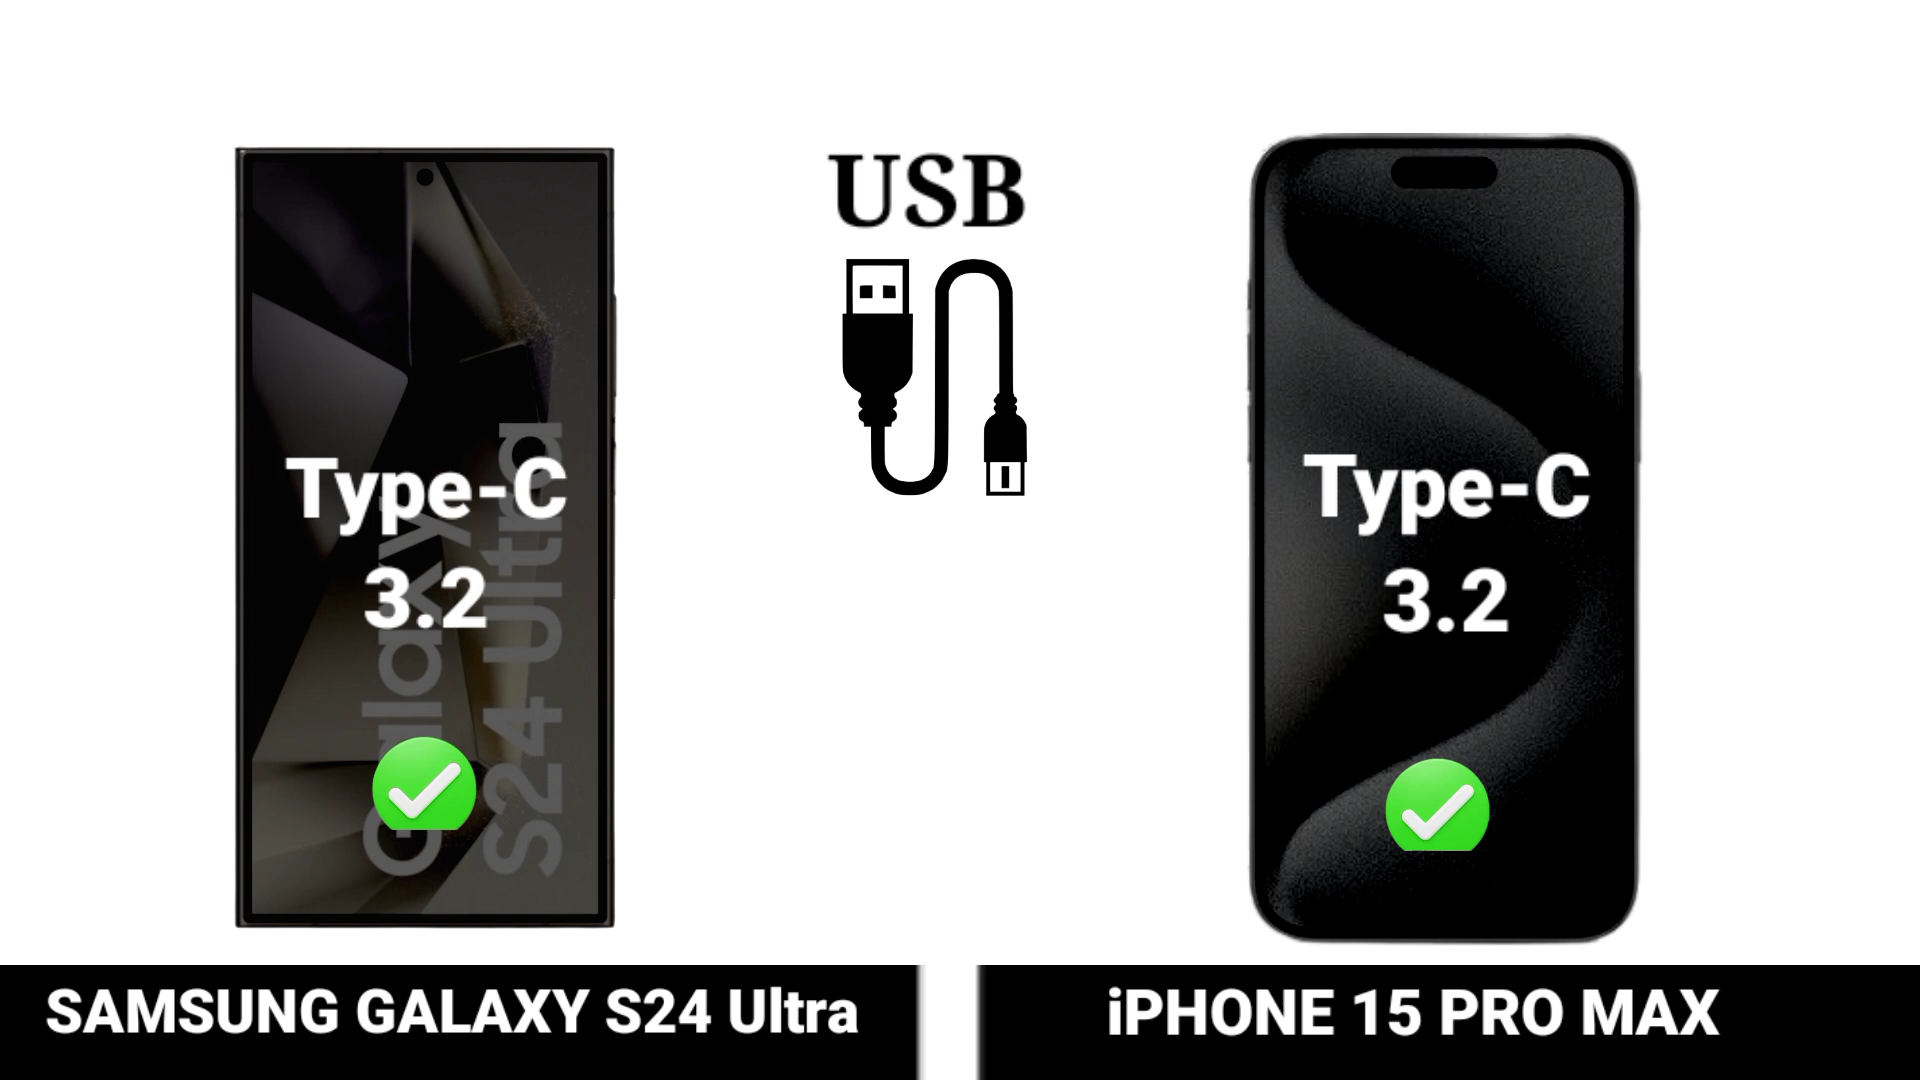 USB
Type-C
3.2
Galaxy
S24 Ultra
Type-C
3.2
SAMSUNG GALAXY S24 Ultra
iPHONE 15 PRO MAX